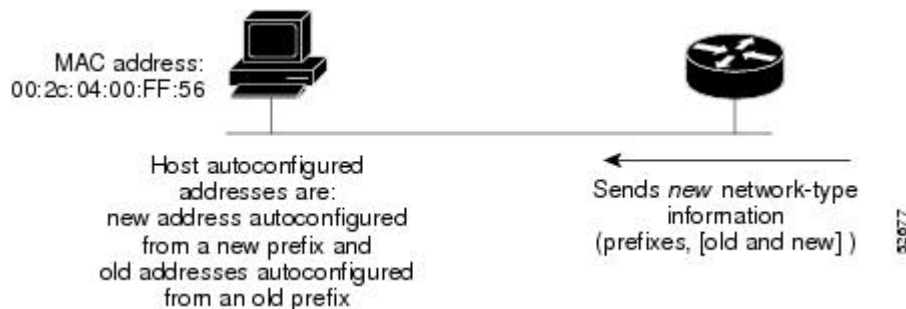 MAC address:
00:2c:04:00:FF:56
Host autoconfigured
addresses are:
new address autoconfigured
from a new prefix and
old addresses autoconfigured
from an old prefix
Sends new network-type
information
(prefixes, [old and new] )
52677